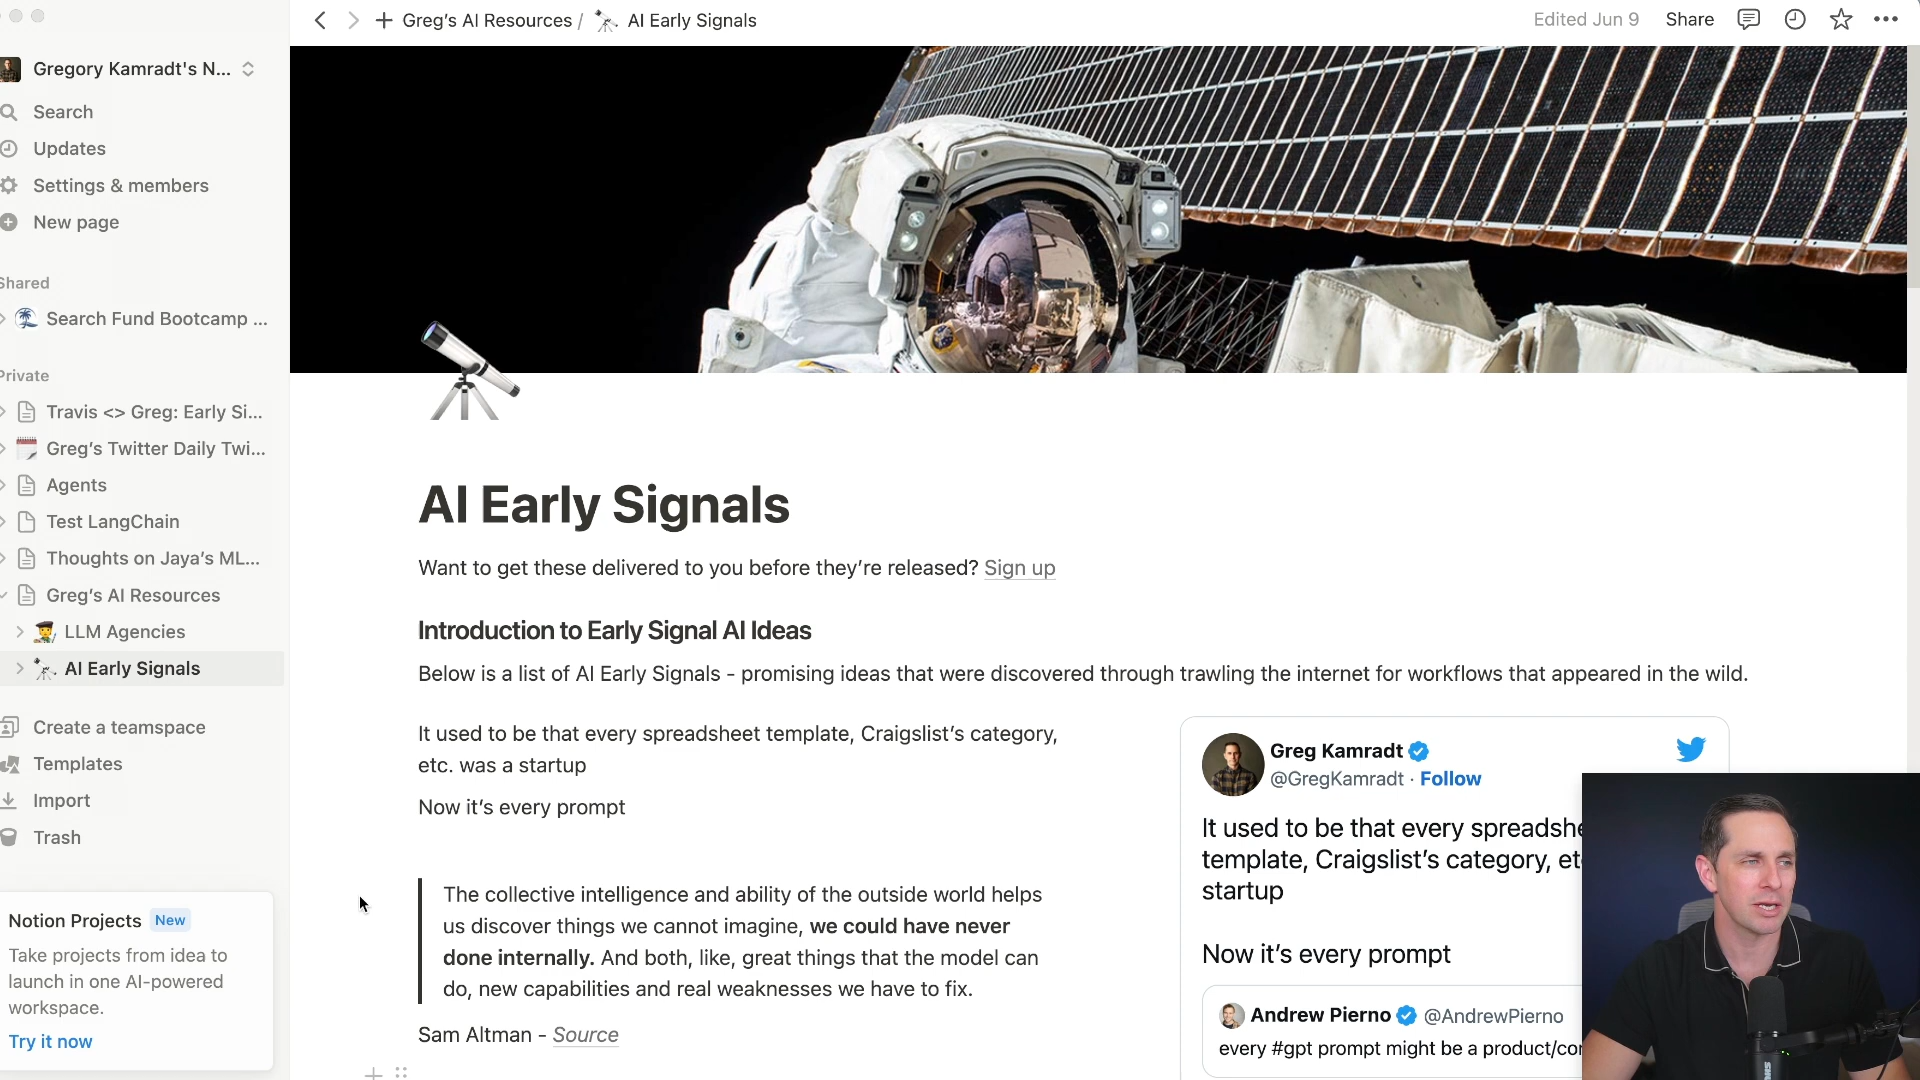 Greg's AI Resources / AI Early Signals
Edited Jun 9
Share
Gregory Kamradt's N...
Search
Updates
Settings & members
New page
Shared
Search Fund Bootcamp ...
Private
Travis <> Greg: Early Si...
Greg's Twitter Daily Twi...
Agents
Test LangChain
Thoughts on Jaya's ML...
Greg's AI Resources
LLM Agencies
AI Early Signals
Create a teamspace
Templates
Import
Trash
Notion Projects New
Take projects from idea to
launch in one AI-powered
workspace.
Try it now
AI Early Signals
Want to get these delivered to you before they're released? Sign up
Introduction to Early Signal AI Ideas
Below is a list of AI Early Signals - promising ideas that were discovered through trawling the internet for workflows that appeared in the wild.
It used to be that every spreadsheet template, Craigslist's category,
etc. was a startup
Now it's every prompt
The collective intelligence and ability of the outside world helps
us discover things we cannot imagine, we could have never
done internally. And both, like, great things that the model can
do, new capabilities and real weaknesses we have to fix.
Sam Altman - Source
Greg Kamradt
@GregKamradt · Follow
It used to be that every spreadshe
template, Craigslist's category, et
startup
Now it's every prompt
Andrew Pierno @AndrewPierno
every #gpt prompt might be a product/co